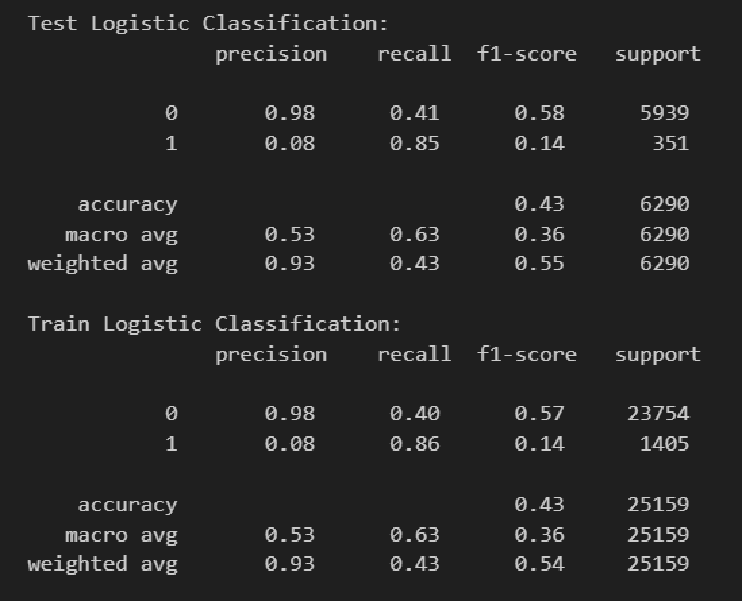 Test Logistic Classification:
              precision    recall  f1-score   support

           0       0.98      0.41      0.58      5939
           1       0.08      0.85      0.14       351

    accuracy                           0.43      6290
   macro avg       0.53      0.63      0.36      6290
weighted avg       0.93      0.43      0.55      6290

Train Logistic Classification:
              precision    recall  f1-score   support

           0       0.98      0.40      0.57     23754
           1       0.08      0.86      0.14      1405

    accuracy                           0.43     25159
   macro avg       0.53      0.63      0.36     25159
weighted avg       0.93      0.43      0.54     25159